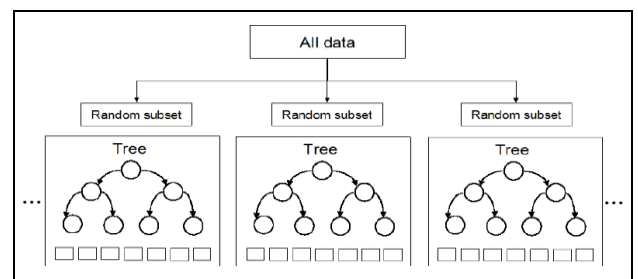 All data
Random subset Random subset Random subset
Tree Tree Tree
... ...